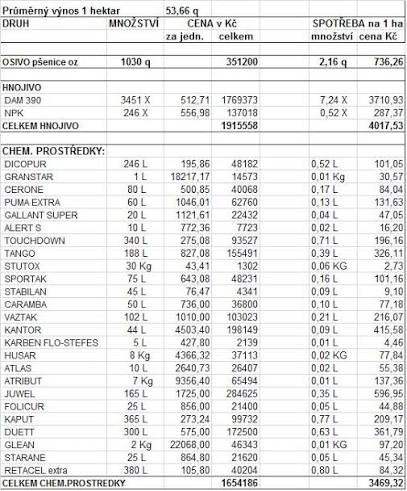 Průměrný výnos 1 hektar 53,66 q
DRUH MNOŽSTVÍ CENA v Kč SPOTŘEBA na 1 ha
za jedn. celkem množství cena Kč
OSIVO pšenice oz 1030 q 351200 2,16 q 736,26
HNOJIVO
DAM 390 3451 X 512,71 1769373 7,24 X 3710,93
NPK 246 X 556,98 137018 0,52 X 287,37
CELKEM HNOJIVO 1915558 4017,53
CHEM. PROSTŘEDKY:
DICOPUR 246 L 195,86 48182 0,52 L 101,05
GRANSTAR 1 L 18217,17 14573 0,01 Kg 30,57
CERONE 80 L 500,85 40068 0,17 L 84,04
PUMA EXTRA 60 L 1046,01 62760 0,13 L 131,63
GALLANT SUPER 20 L 1121,61 22432 0,04 L 47,05
ALERT S 10 L 772,36 7723 0,02 L 16,20
TOUCHDOWN 340 L 275,08 93527 0,71 L 196,16
TANGO 188 L 827,08 155491 0,39 L 326,11
STUTOX 30 Kg 43,41 1302 0,06 KG 2,73
SPORTAK 75 L 643,08 48231 0,16 L 101,16
STABILAN 45 L 76,47 4341 0,09 L 9,10
CARAMBA 50 L 736,00 36800 0,10 L 77,18
VAZTAK 102 L 1010,00 103023 0,21 L 216,07
KANTOR 44 L 4503,40 198149 0,09 L 415,58
KARBEN FLO-STEFES 5 L 427,80 2139 0,01 L 4,46
HUSAR 8 Kg 4366,32 37113 0,02 KG 77,84
ATLAS 10 L 2640,73 26407 0,02 L 55,38
ATRIBUT 7 Kg 9356,40 65494 0,01 L 137,36
JUWEL 165 L 1725,00 284625 0,35 L 596,95
FOLICUR 25 L 856,00 21400 0,05 L 44,88
KAPUT 365 L 273,24 99732 0,77 L 209,17
DUETT 300 L 575,00 172500 0,63 L 361,79
GLEAN 2 Kg 22068,00 46343 0,01 KG 97,20
STARANE 25 L 864,80 21620 0,05 L 45,34
RETACEL extra 380 L 105,80 40204 0,80 L 84,32
CELKEM CHEM.PROSTREDKY 1654186 3469,32